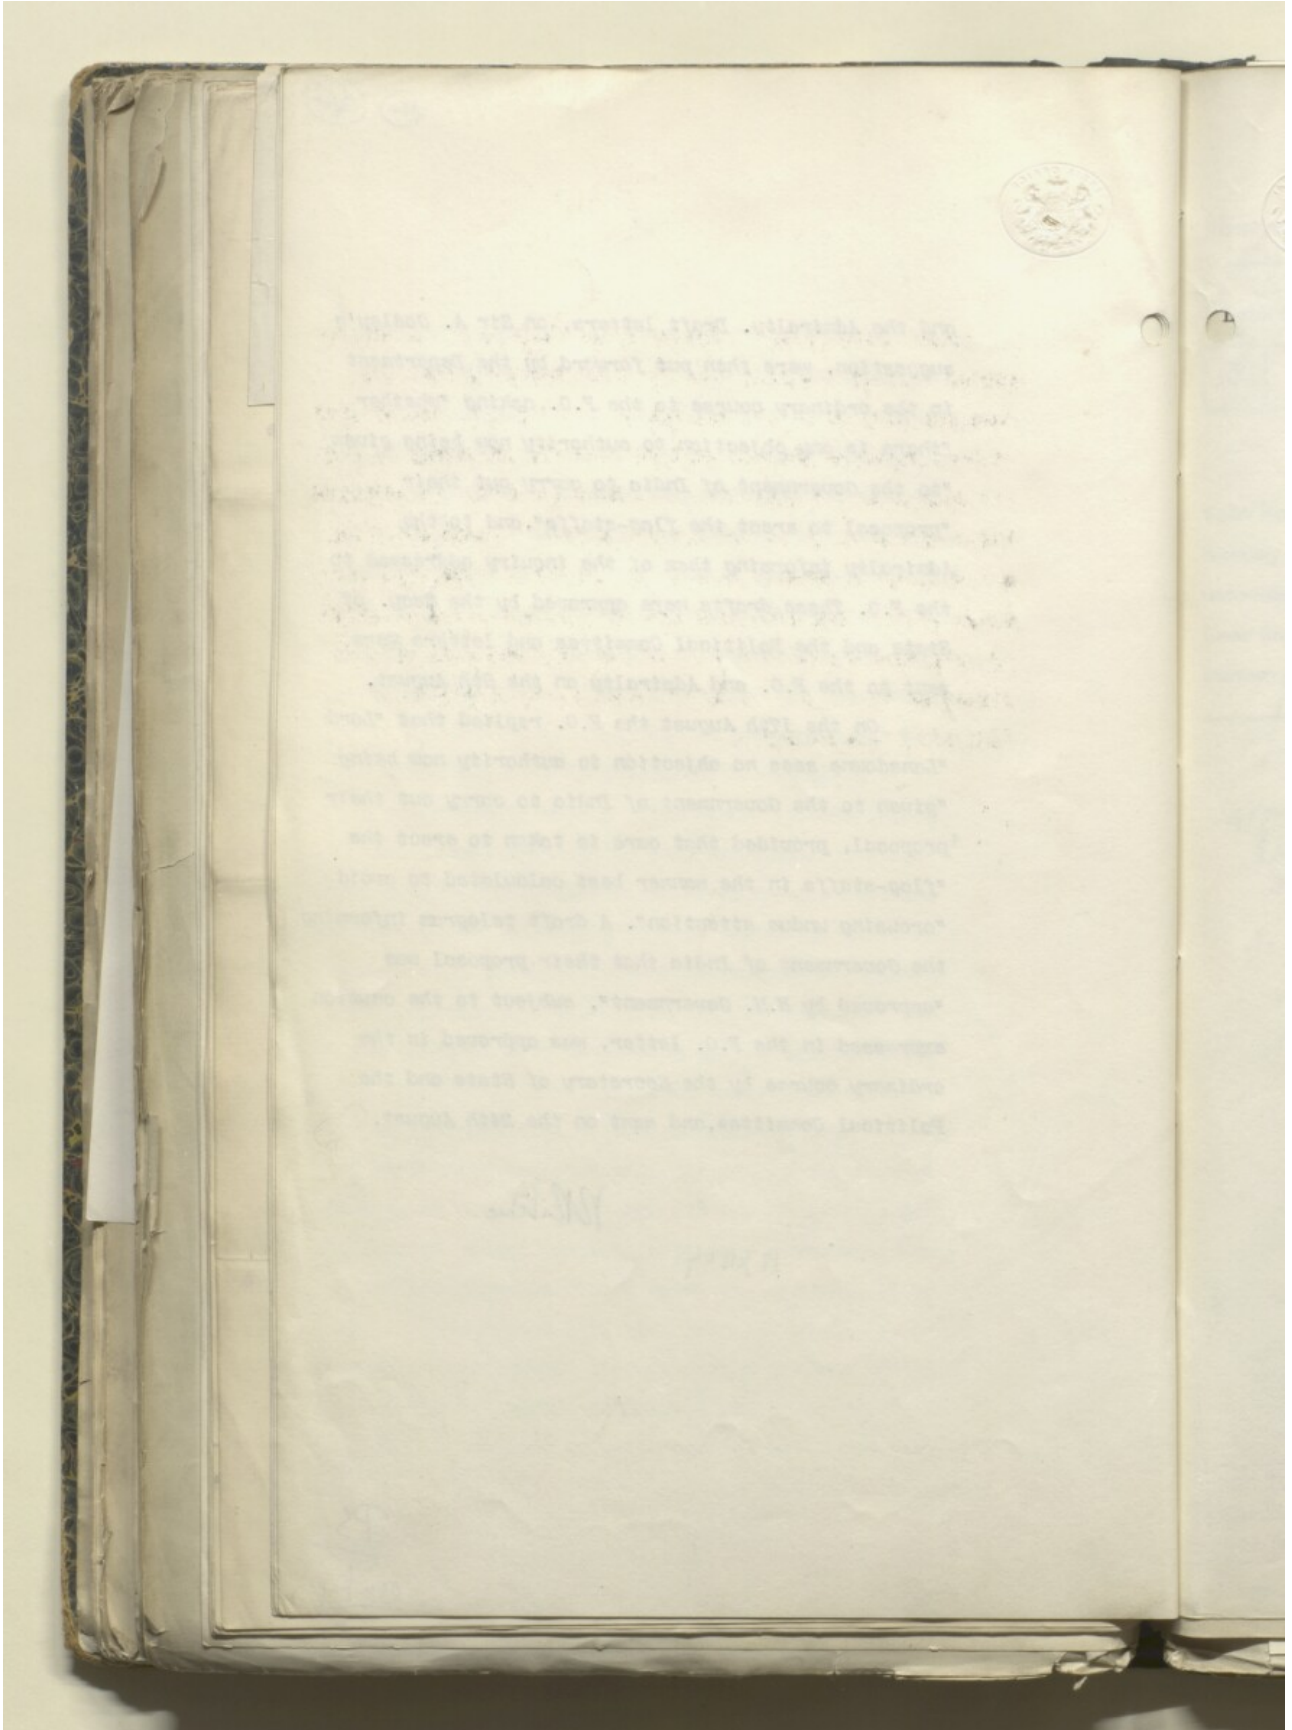 and the Admiralty. Draft letters, on Sir A. Godley's
suggestion, were then put forward by the Department
in the ordinary course to the F.O. asking "whether
"there is any objection to authority now being given
"to the Government of India to carry out their
"proposal to erect the flag-staffs" and to the
Admiralty informing them of the inquiry addressed to
the F.O. These drafts were approved by the Secy. of
State and the Political Committee and letters were
sent to the F.O. and Admiralty on the August.
On the 17th August the F.O. replied that "Lord
"Lansdowne sees no objection to authority now being
"given to the Government of India to carry out their
"proposal, provided that care is taken to erect the
"flag-staffs in the manner best calculated to avoid
"arousing undue attention". A draft telegram informing
the Government of India that their proposal was
"approved by H.M. Government", subject to the
expressed in the F.O. letter, was approved in the
ordinary course by the Secretary of State and the
Political Committee, and sent on the 24th August.